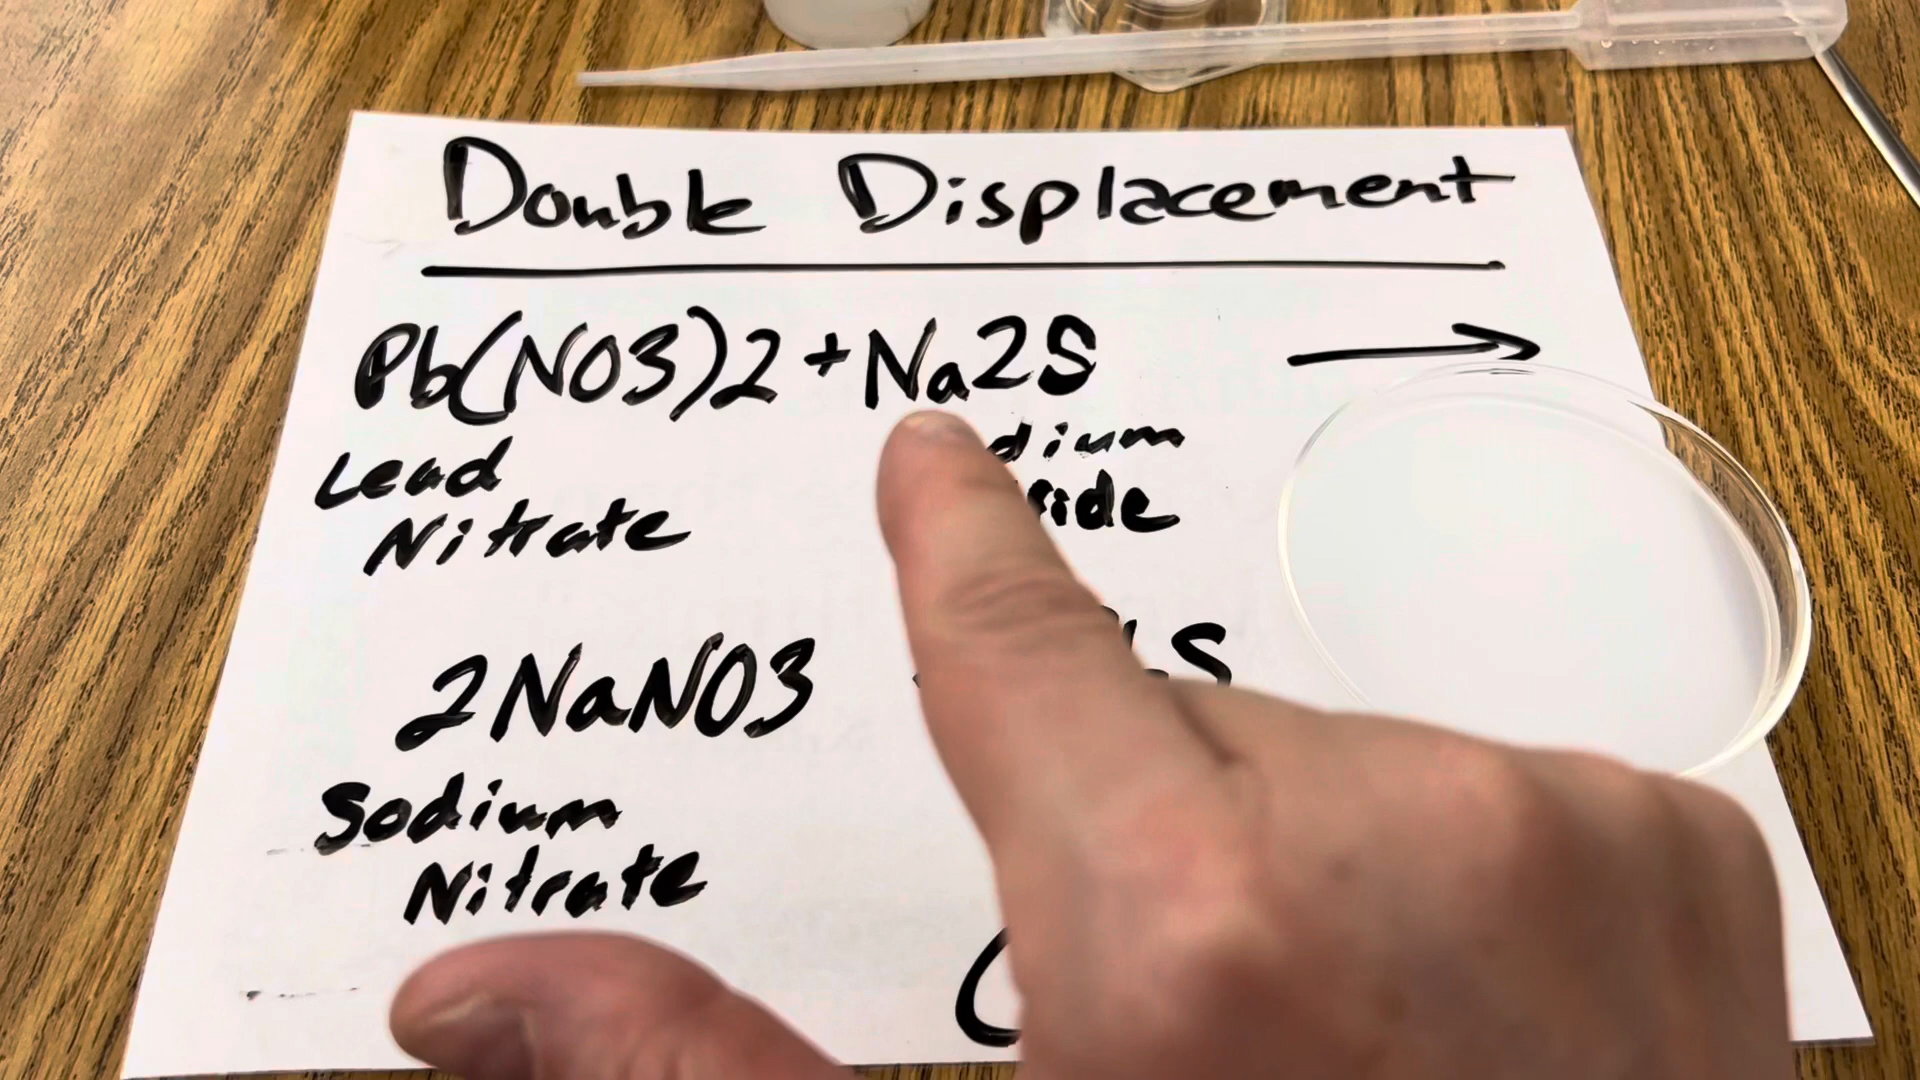 Double Displacement
Pb(NO3)2 + Na2S →
Lead
Nitrate
2NaNO3
S
Sodium
Nitrate